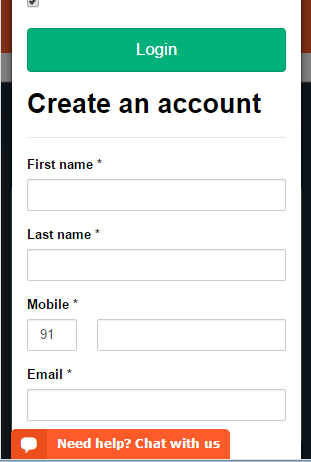 Login
Create an account
First name *
Last name *
Mobile *
91
Email *
Need help? Chat with us